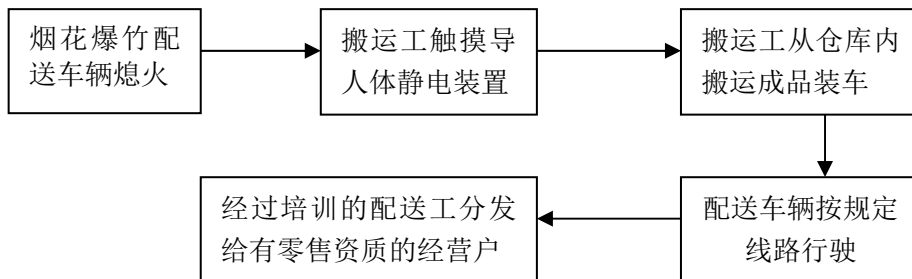 烟花爆竹配
送车辆熄火
搬运工触摸导
人体静电装置
搬运工从仓库内
搬运成品装车
配送车辆按规定
线路行驶
经过培训的配送工分发
给有零售资质的经营户